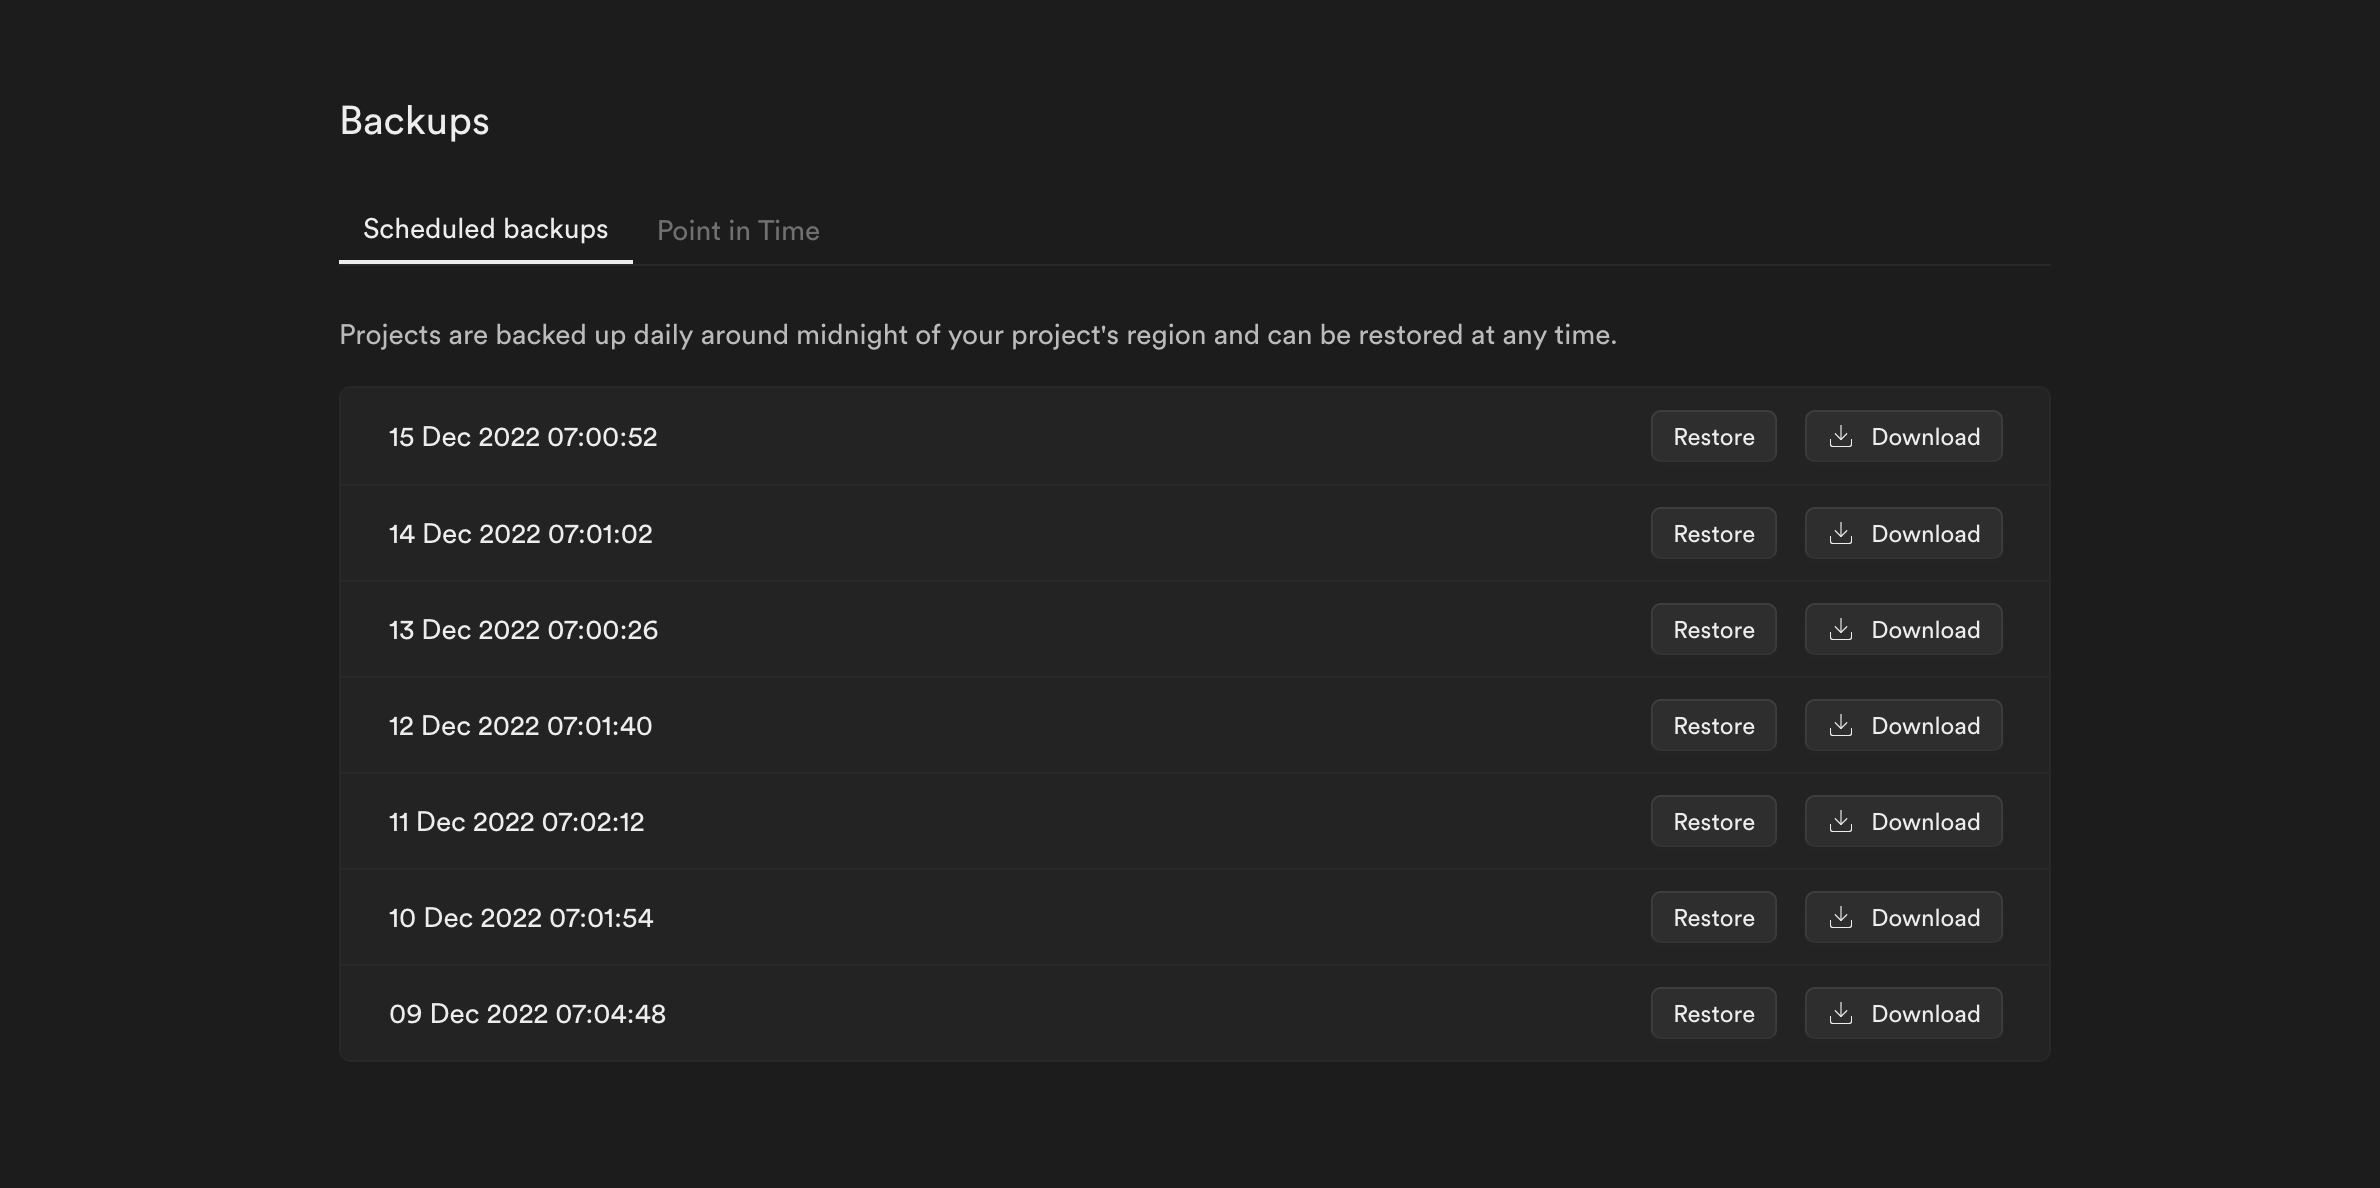 Backups
Scheduled backups Point in Time
Projects are backed up daily around midnight of your project's region and can be restored at any time.
15 Dec 2022 07:00:52 Restore Download
14 Dec 2022 07:01:02 Restore Download
13 Dec 2022 07:00:26 Restore Download
12 Dec 2022 07:01:40 Restore Download
11 Dec 2022 07:02:12 Restore Download
10 Dec 2022 07:01:54 Restore Download
09 Dec 2022 07:04:48 Restore Download